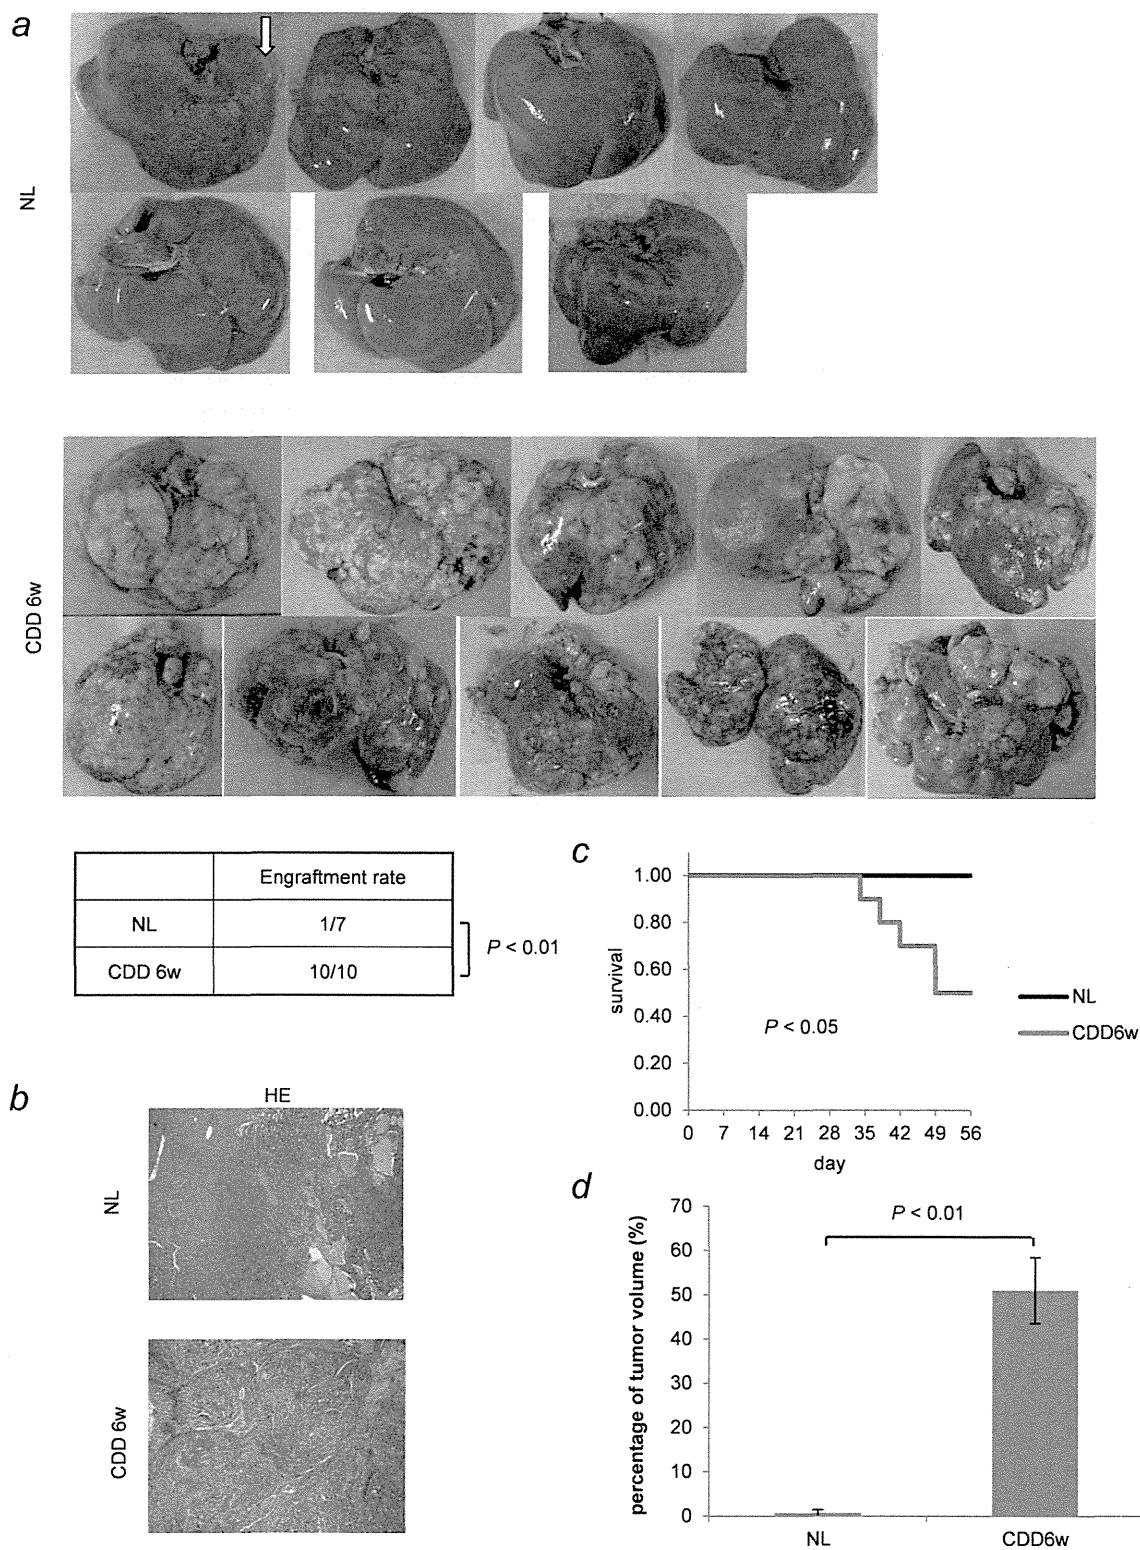 a
NL
CDD 6w
Engraftment rate
NL 1/7
CDD 6w 10/10
P < 0.01
c
survival
1.00
0.80
0.60
0.40
0.20
0.00
0 7 14 21 28 35 42 49 56
day
P < 0.05
NL
CDD6w
b
HE
NL
CDD 6w
d
percentage of tumor volume (%)
70
60
50
40
30
20
10
0
P < 0.01
NL CDD6w